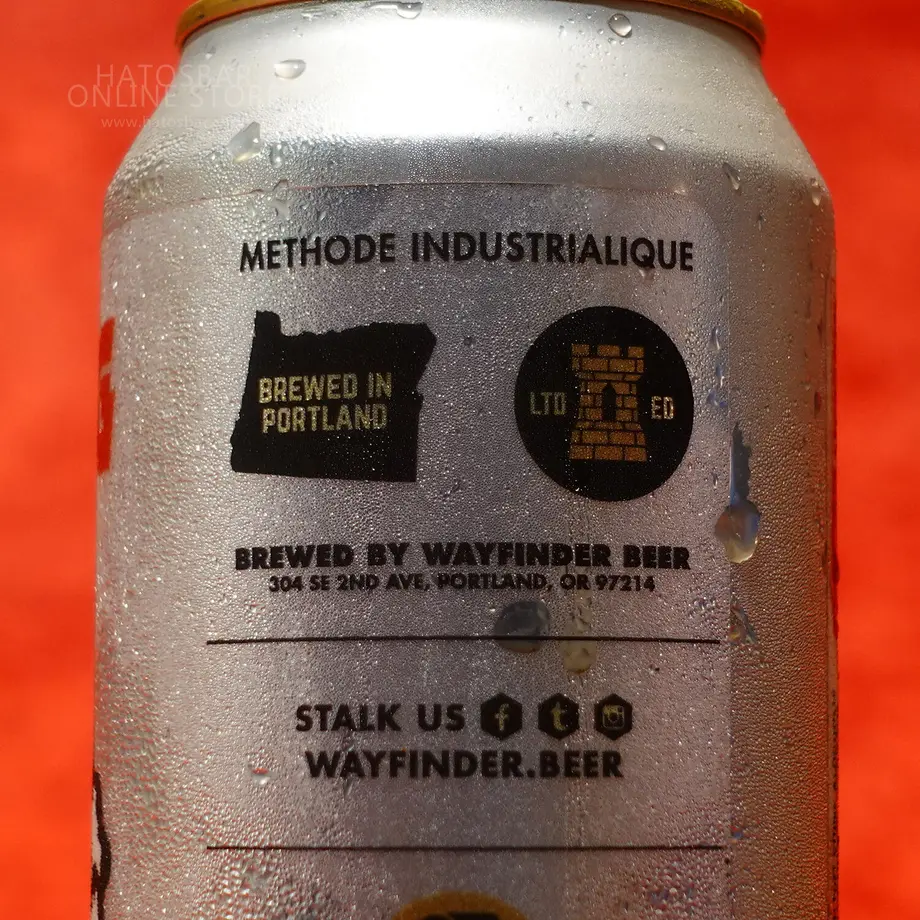 HATOSBAR
ONLINE STORE
METHODE INDUSTRIALIQUE
BREWED IN
PORTLAND
LTD ED
BREWED BY WAYFINDER BEER
304 SE 2ND AVE, PORTLAND, OR 97214
STALK US f t
WAYFINDER.BEER